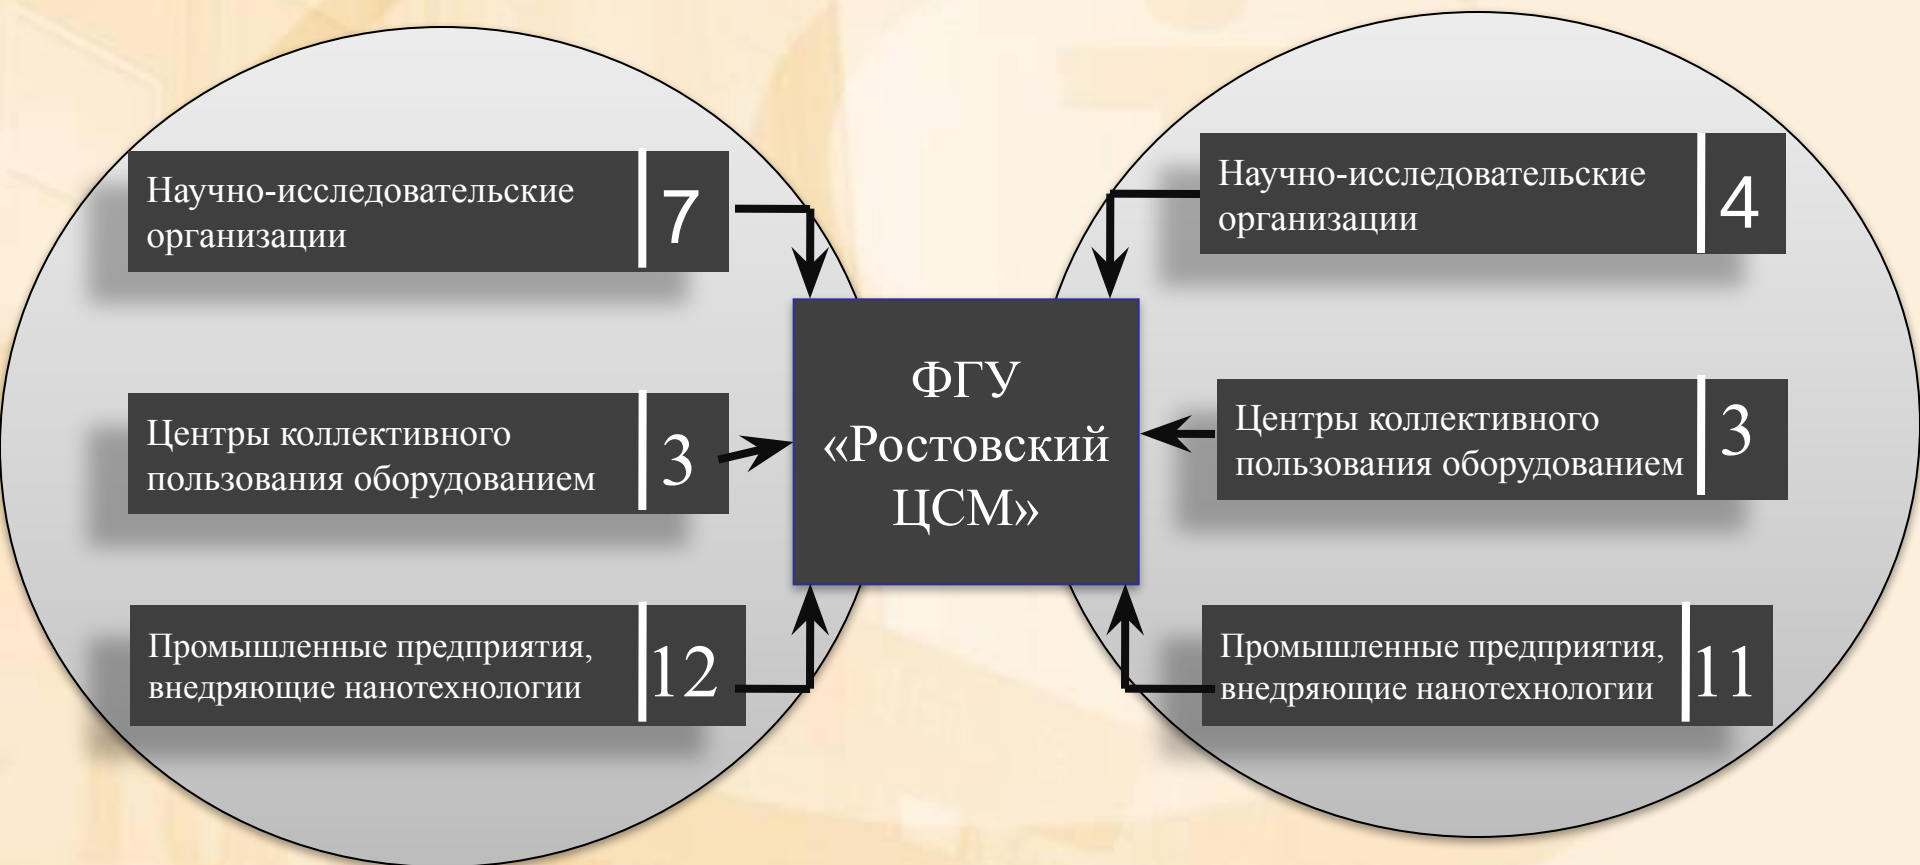 Научно-исследовательские
организации
7
Центры коллективного
пользования оборудованием
3
Промышленные предприятия,
внедряющие нанотехнологии
12
ФГУ
«Ростовский
ЦСМ»
Научно-исследовательские
организации
4
Центры коллективного
пользования оборудованием
3
Промышленные предприятия,
внедряющие нанотехнологии
11